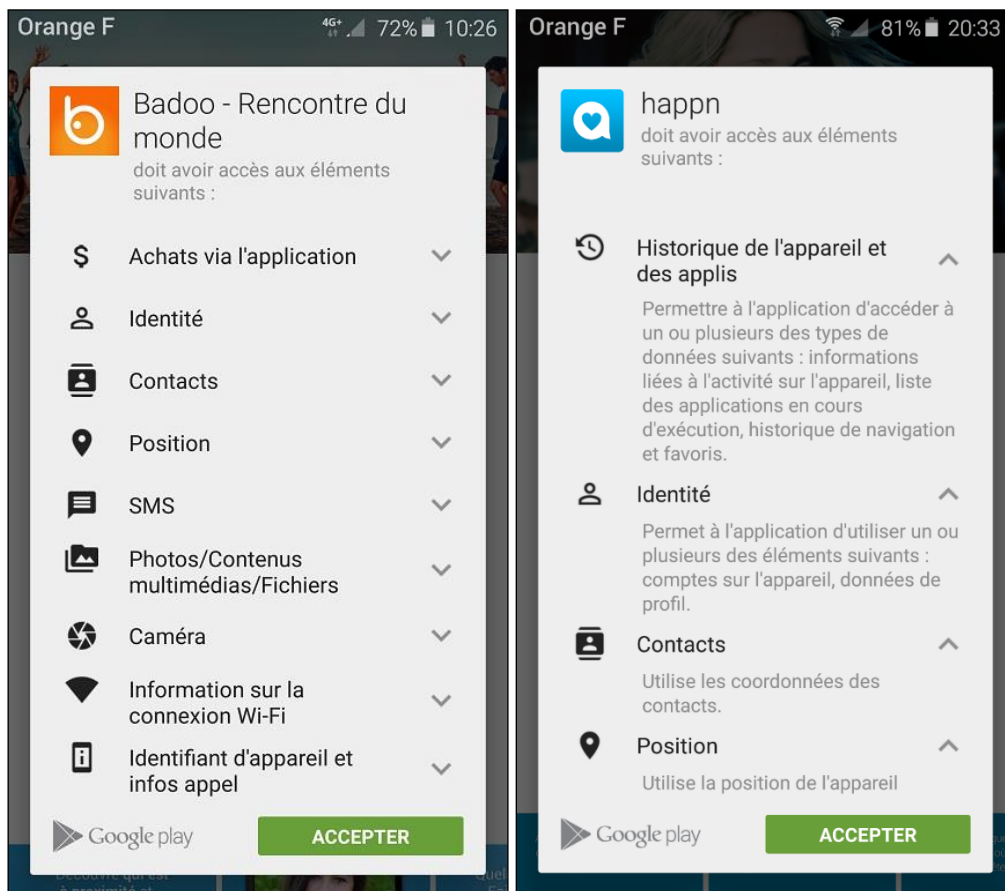 Orange F
4G+ 72% 10:26
Badoo - Rencontre du
monde
doit avoir accès aux éléments
suivants :
Achats via l'application
Identité
Contacts
Position
SMS
Photos/Contenus
multimédias/Fichiers
Caméra
Information sur la
connexion Wi-Fi
Identifiant d'appareil et
infos appel
Google play
ACCEPTER
Découvre qui est
à proximité et
Quel
Orange F
81% 20:33
happn
doit avoir accès aux éléments
suivants :
Historique de l'appareil et
des applis
Permettre à l'application d'accéder à
un ou plusieurs des types de
données suivants : informations
liées à l'activité sur l'appareil, liste
des applications en cours
d'exécution, historique de navigation
et favoris.
Identité
Permet à l'application d'utiliser un ou
plusieurs des éléments suivants :
comptes sur l'appareil, données de
profil.
Contacts
Utilise les coordonnées des
contacts.
Position
Utilise la position de l'appareil
Google play
ACCEPTER